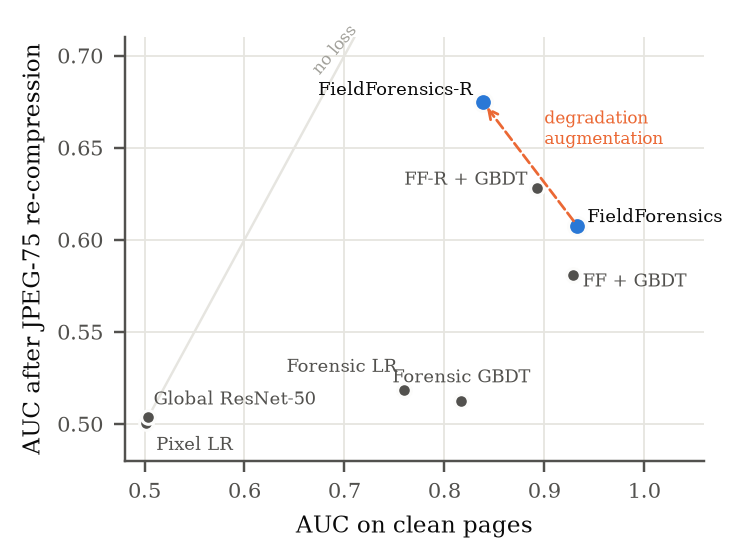 AUC after JPEG-75 re-compression
0.70
0.65
0.60
0.55
0.50
no loss
FieldForensics-R
degradation
augmentation
FF-R + GBDT
FieldForensics
FF + GBDT
Forensic LR
Forensic GBDT
Global ResNet-50
Pixel LR
0.5 0.6 0.7 0.8 0.9 1.0
AUC on clean pages